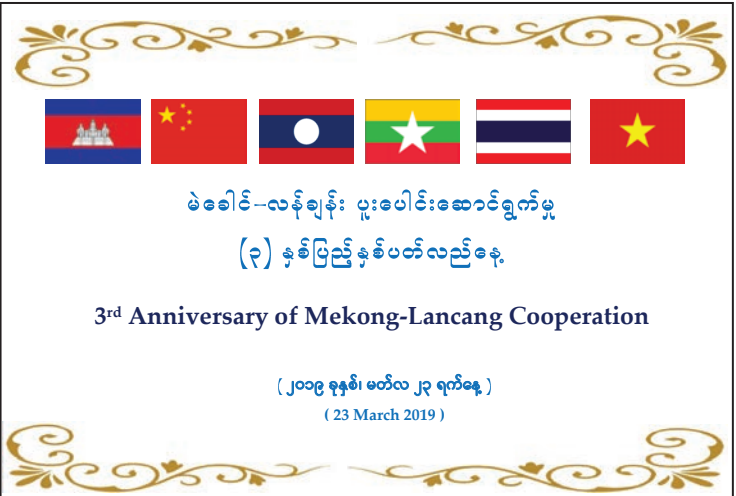 မဲခေါင်-လန်ချန်း ပူးပေါင်းဆောင်ရွက်မှု
(၃) နှစ်ပြည့်နှစ်ပတ်လည်နေ့
3rd Anniversary of Mekong-Lancang Cooperation
( ၂၀၁၉ ခုနှစ်၊ မတ်လ ၂၃ ရက်နေ့ )
( 23 March 2019 )